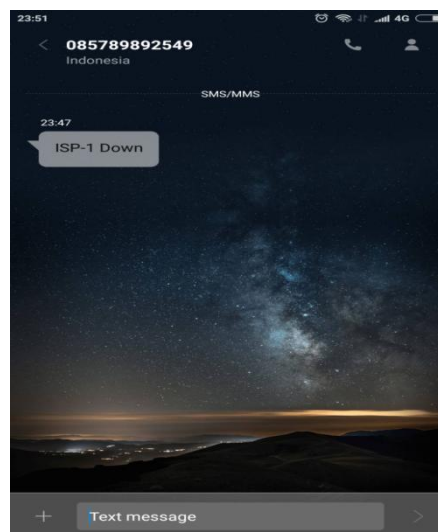 23:51
4G
085789892549
Indonesia
SMS/MMS
23:47
ISP-1 Down
Text message